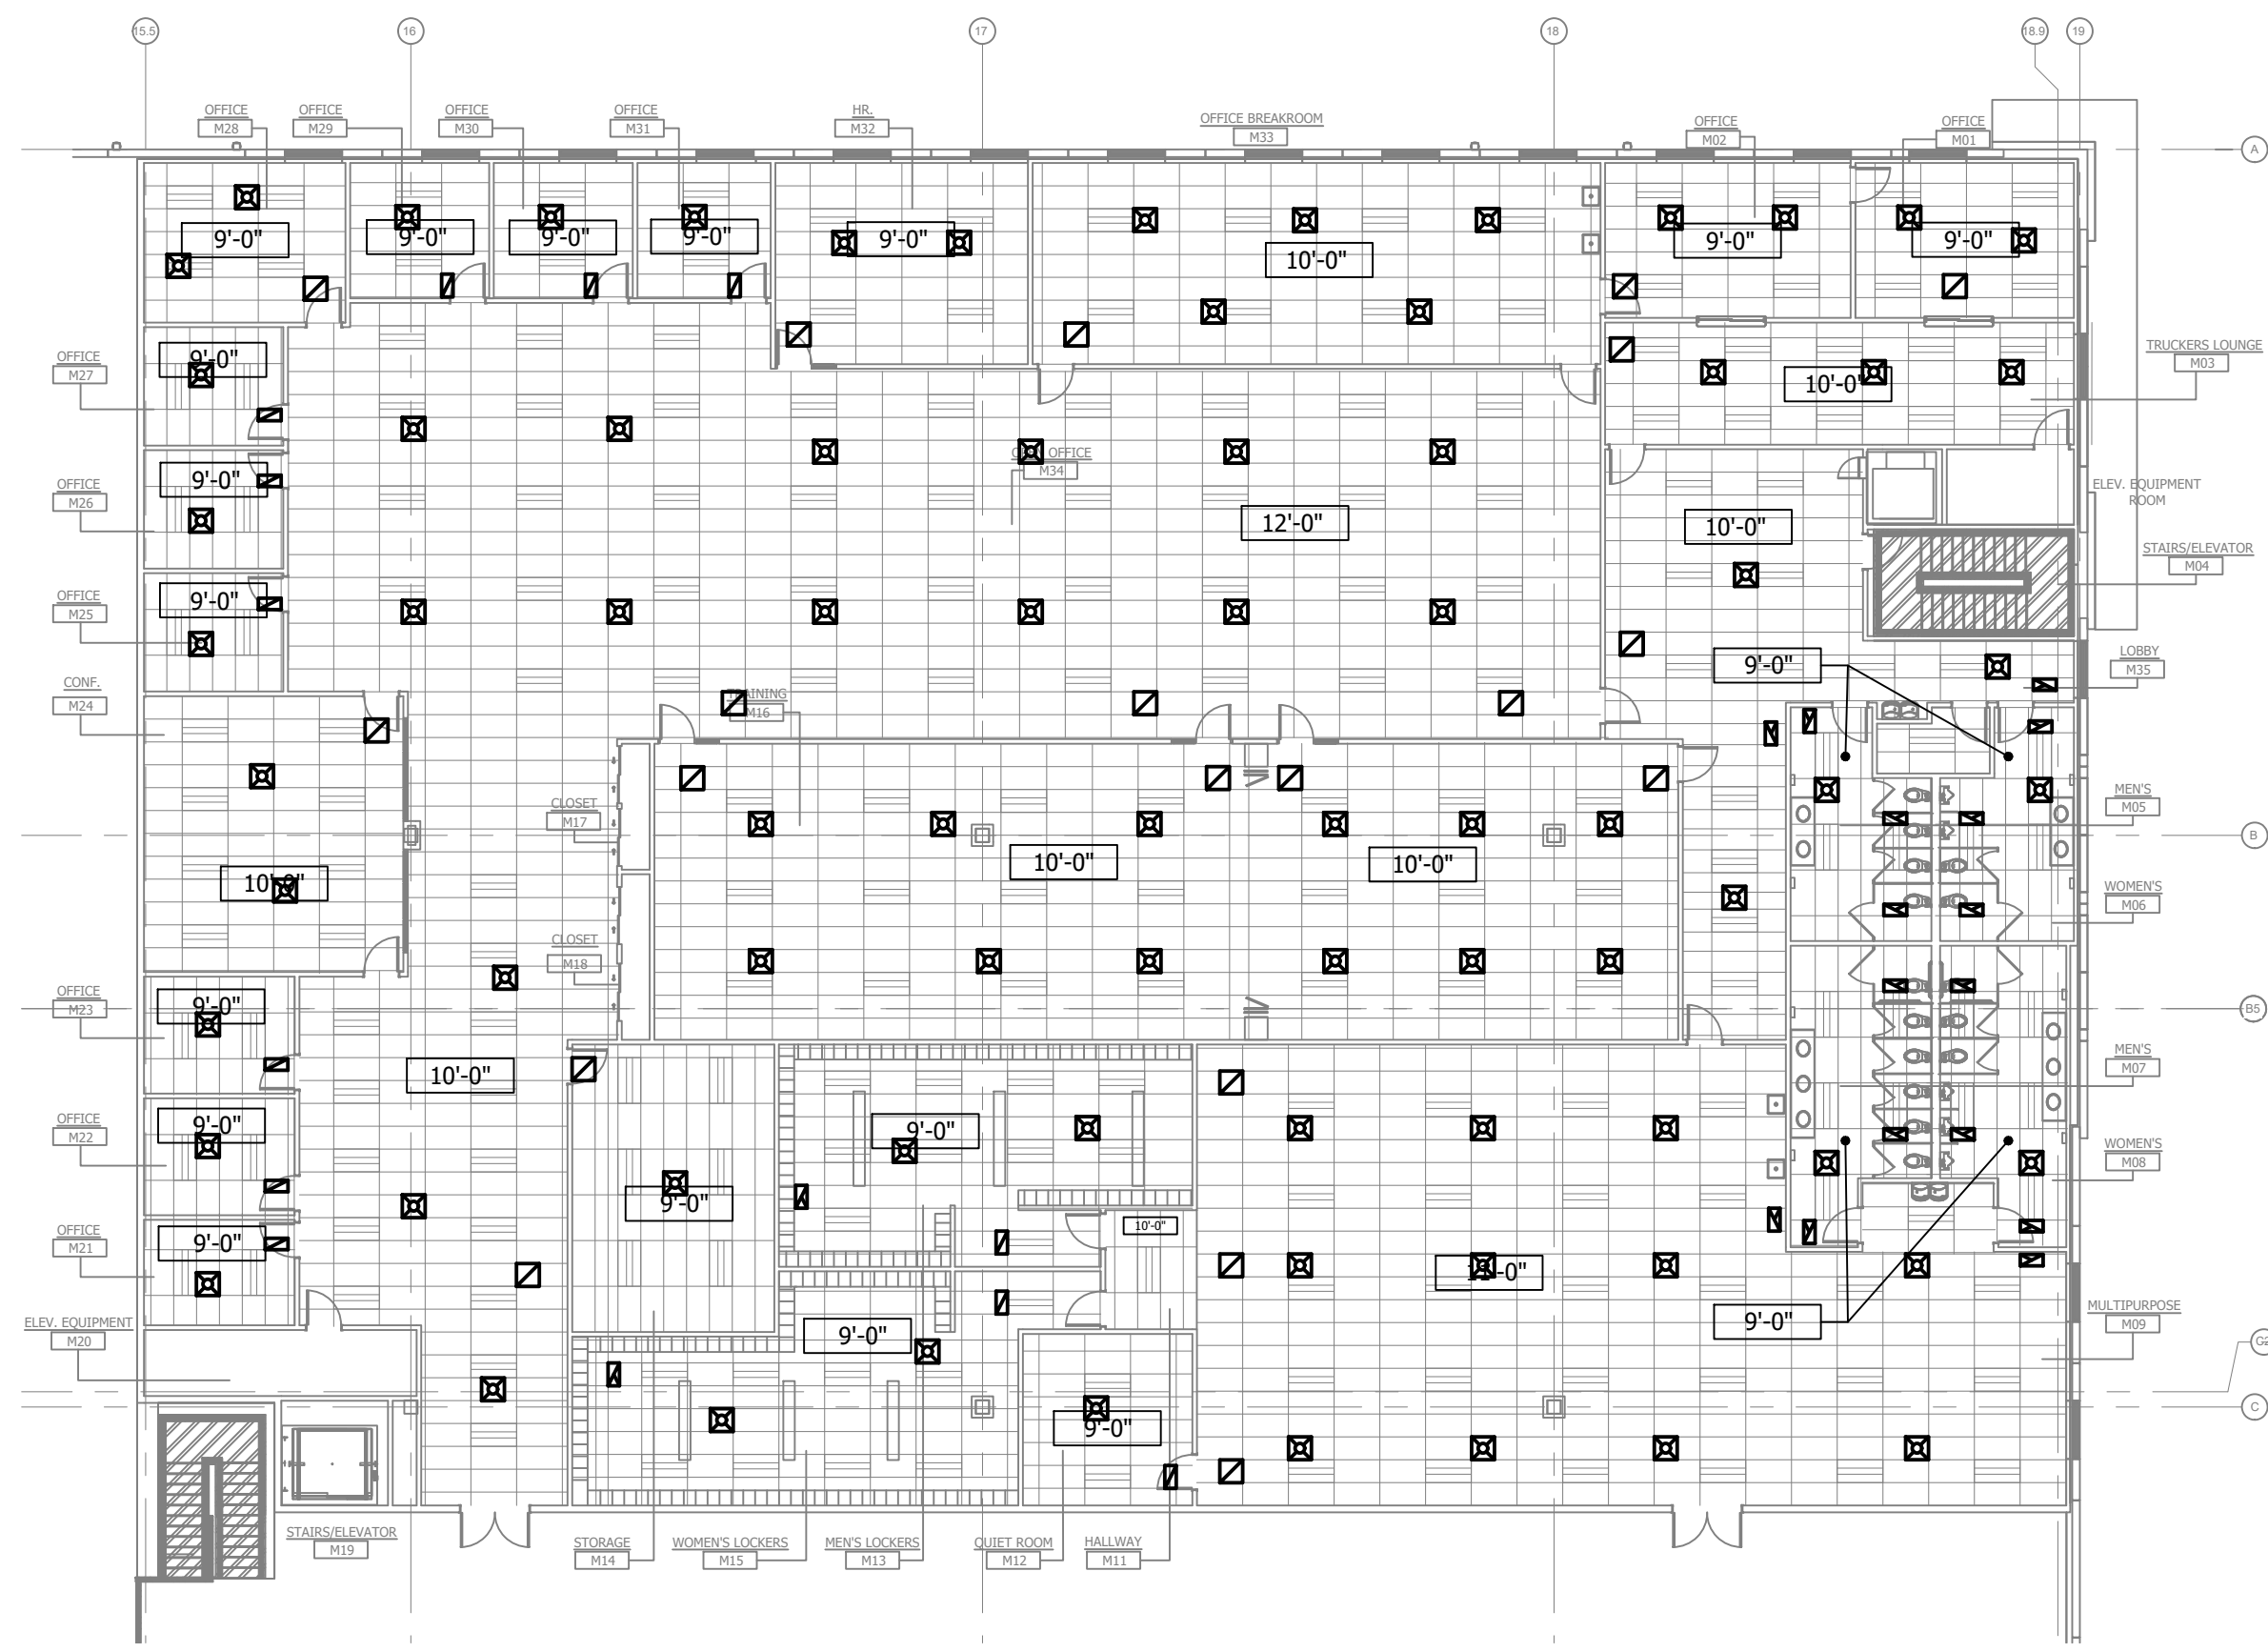 15.5
16
17
18
18.9
19
OFFICE
M28
OFFICE
M29
OFFICE
M30
OFFICE
M31
HR.
M32
OFFICE BREAKROOM
M33
OFFICE
M02
OFFICE
M01
A
9'-0"
9'-0"
9'-0"
9'-0"
9'-0"
10'-0"
9'-0"
9'-0"
OFFICE
M27
9'-0"
10'-0"
TRUCKERS LOUNGE
M03
OFFICE
M26
9'-0"
OFFICE
M34
12'-0"
10'-0"
ELEV. EQUIPMENT
ROOM
STAIRS/ELEVATOR
M04
OFFICE
M25
9'-0"
9'-0"
LOBBY
M35
CONF.
M24
TRAINING
M16
CLOSET
M17
MEN'S
M05
B
10'-0"
10'-0"
10'-0"
WOMEN'S
M06
CLOSET
M18
OFFICE
M23
9'-0"
B5
10'-0"
MEN'S
M07
OFFICE
M22
9'-0"
9'-0"
WOMEN'S
M08
9'-0"
10'-0"
OFFICE
M21
9'-0"
11'-0"
ELEV. EQUIPMENT
M20
9'-0"
9'-0"
MULTIPURPOSE
M09
9'-0"
C
STAIRS/ELEVATOR
M19
STORAGE
M14
WOMEN'S LOCKERS
M15
MEN'S LOCKERS
M13
QUIET ROOM
M12
HALLWAY
M11